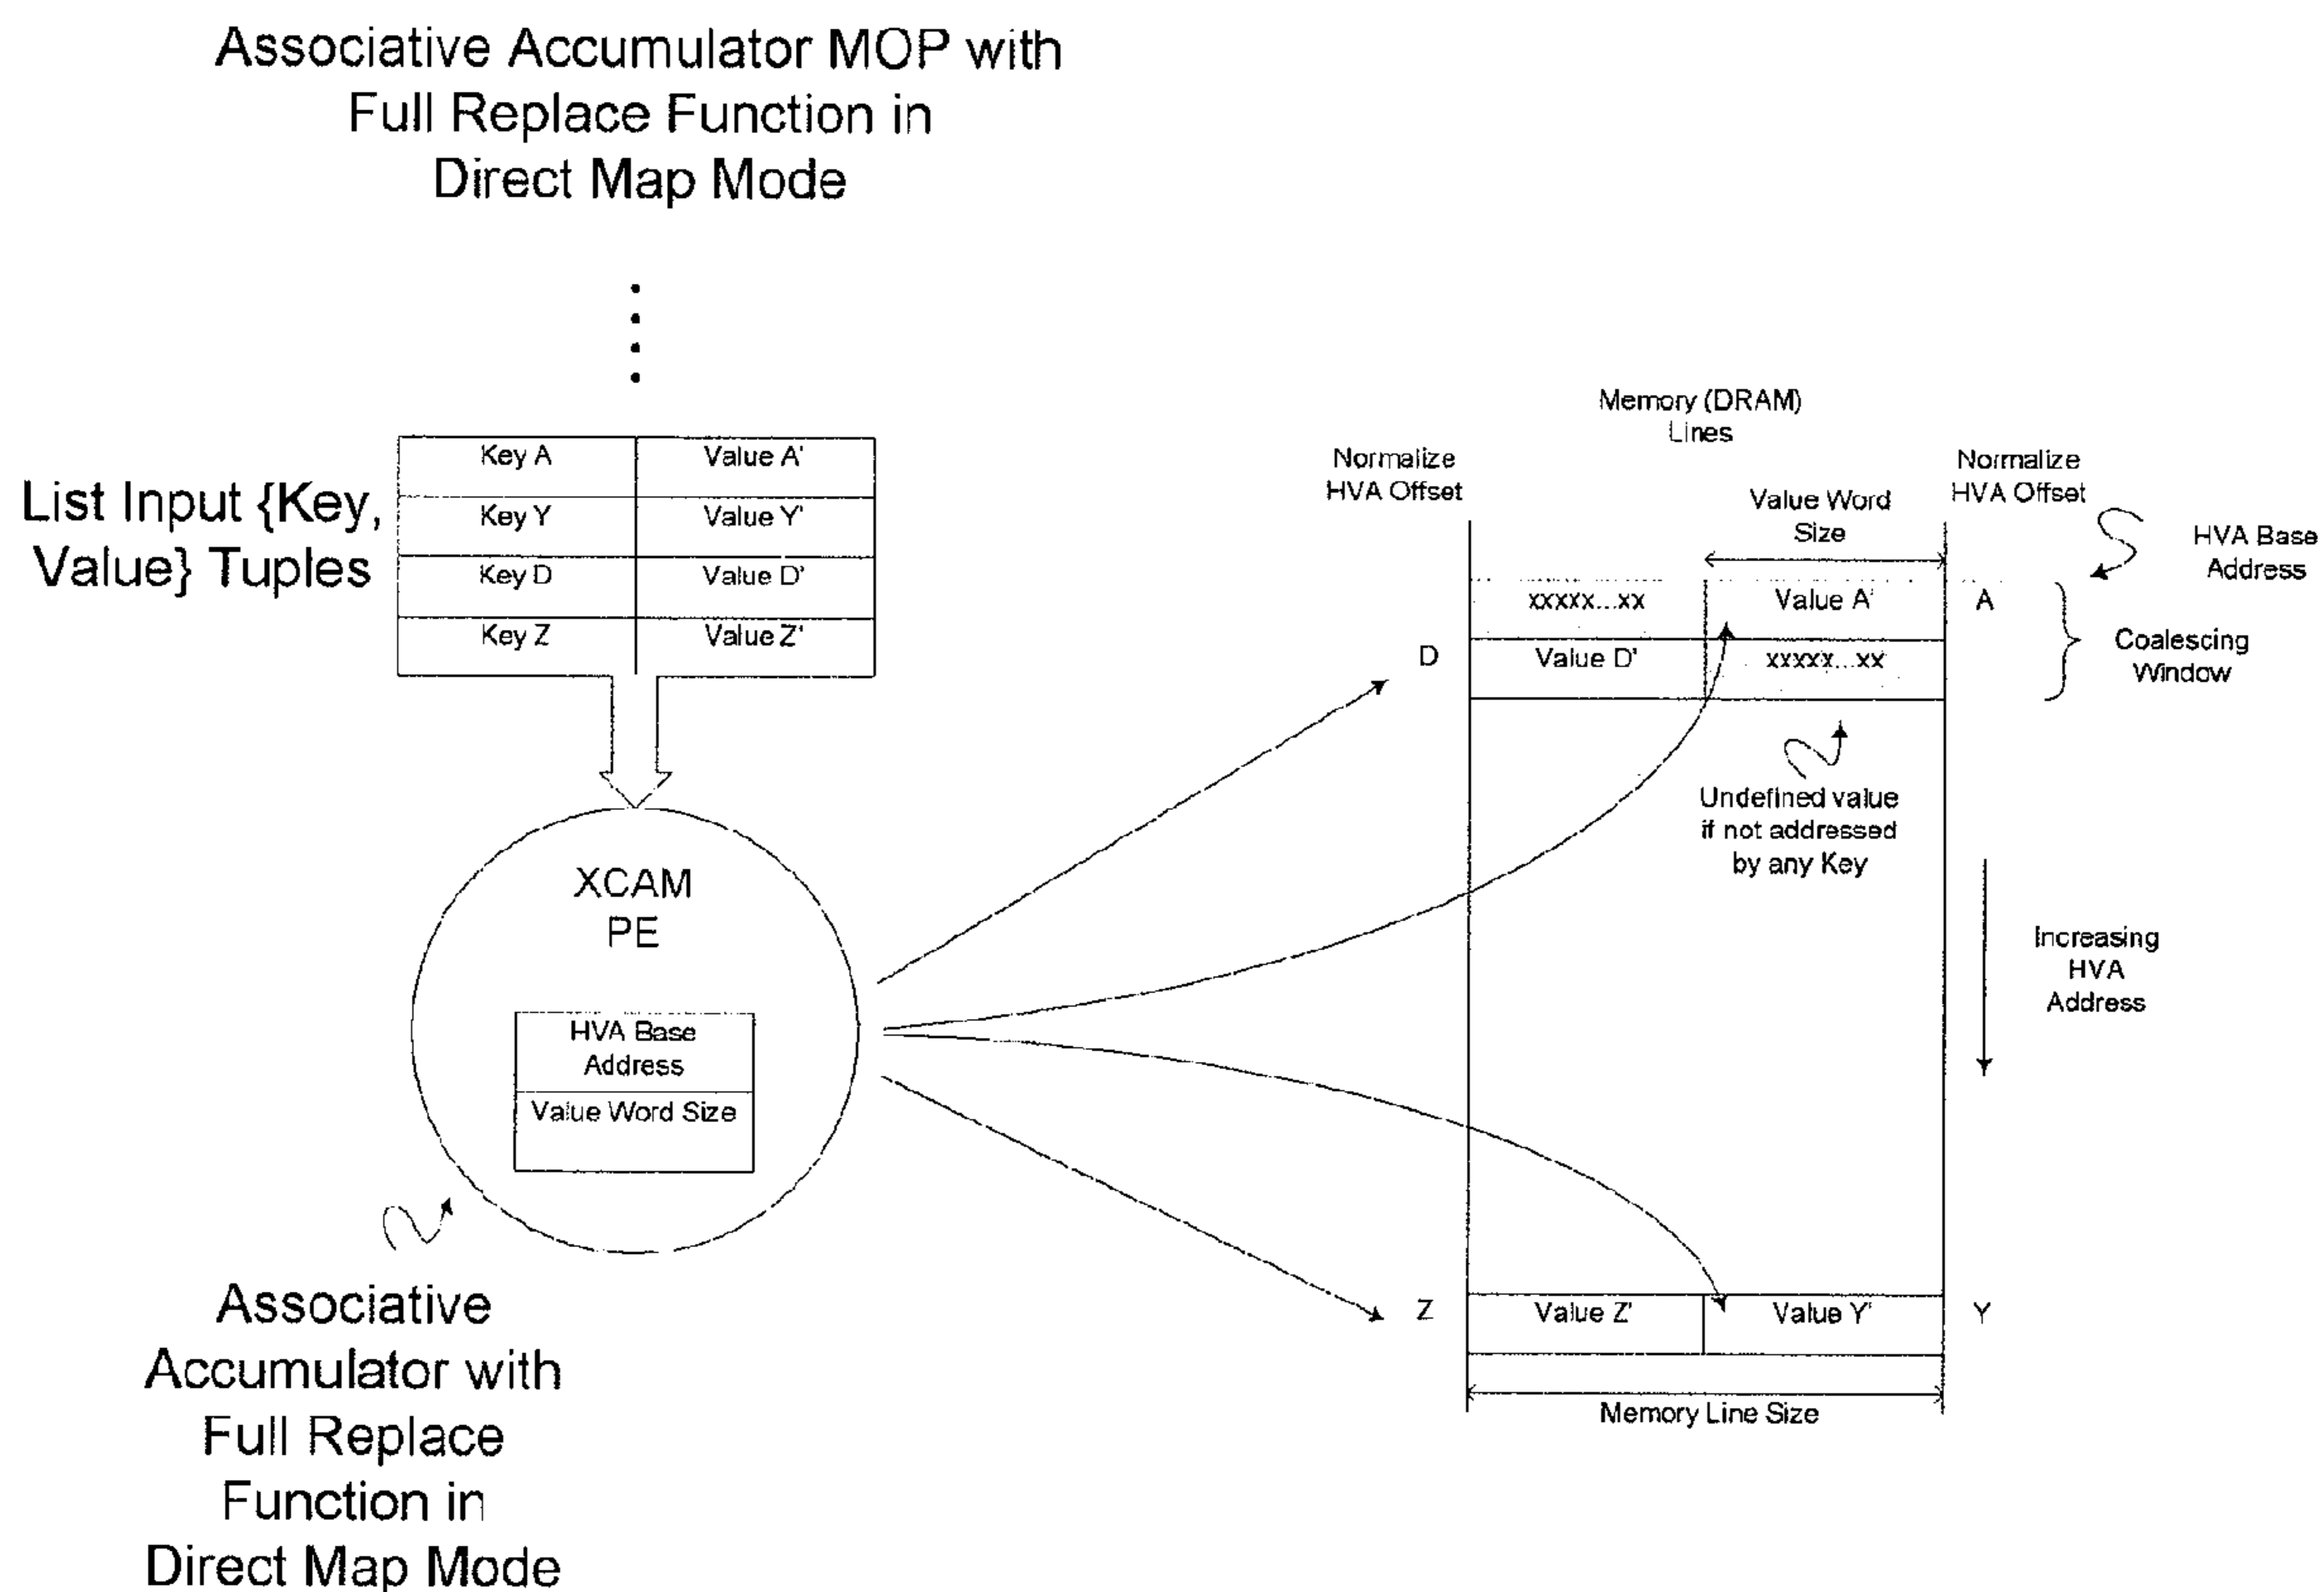 Associative Accumulator MOP with
Full Replace Function in
Direct Map Mode
List Input {Key,
Value} Tuples
Key A
Value A'
Key Y
Value Y'
Key D
Value D'
Key Z
Value Z'
XCAM
PE
HVA Base
Address
Value Word Size
Associative
Accumulator with
Full Replace
Function in
Direct Map Mode
Memory (DRAM)
Lines
Normalize
HVA Offset
Value Word
Size
Normalize
HVA Offset
HVA Base
Address
xxxxx...xx
Value A'
A
D
Value D'
xxxxx...xx
Coalescing
Window
Undefined value
if not addressed
by any Key
Increasing
HVA
Address
Z
Value Z'
Value Y'
Y
Memory Line Size